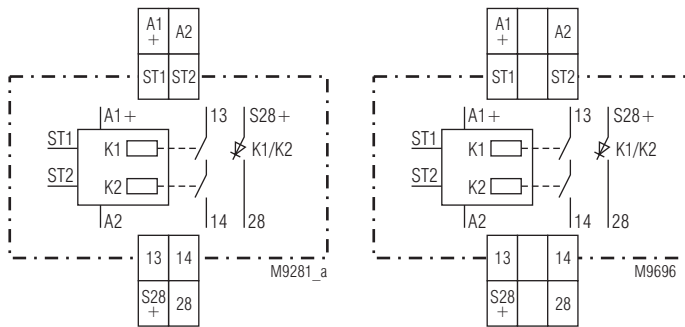 A1 A2
+
ST1 ST2
A1+ 13 S28+
ST1 K1 K1/K2
ST2 K2
A2 14 28
13 14
M9281_a
S28 28
+
A1 A2
+
ST1 ST2
A1+ 13 S28+
ST1 K1 K1/K2
ST2 K2
A2 14 28
13 14
M9696
S28 28
+